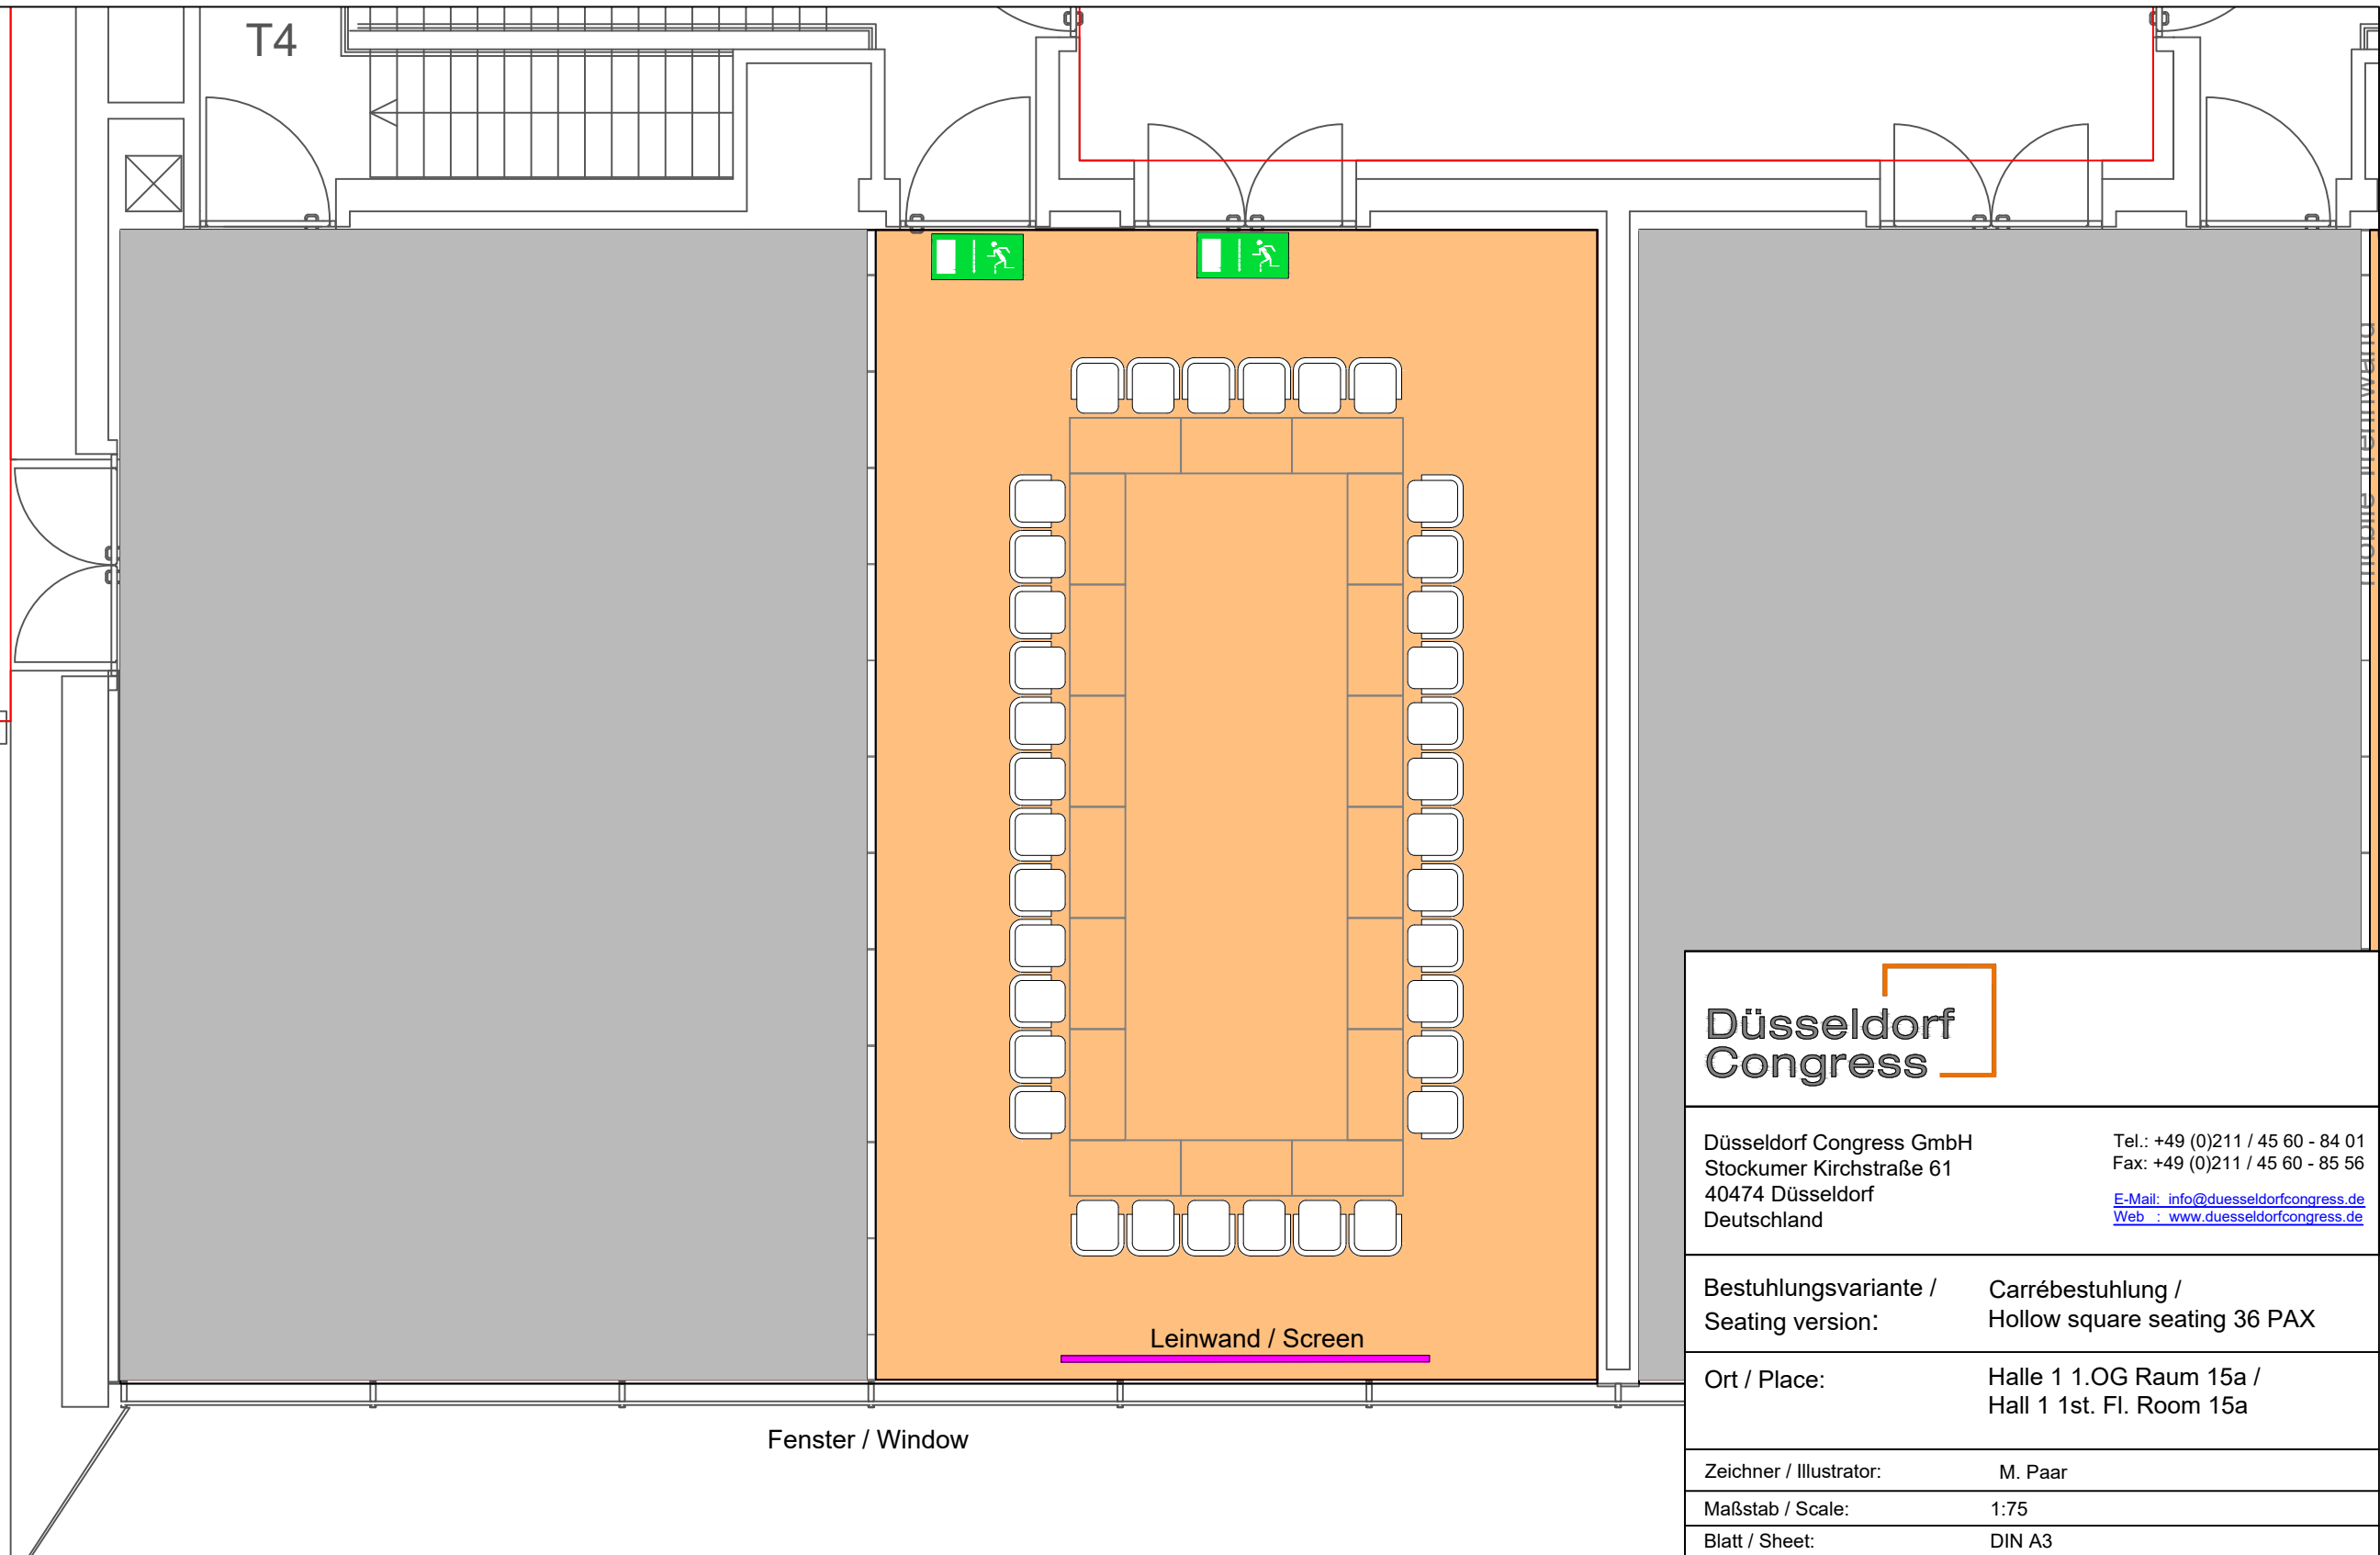 T4
mobile Trennwand
Leinwand / Screen
Fenster / Window
Düsseldorf
Congress
Düsseldorf Congress GmbH
Stockumer Kirchstraße 61
40474 Düsseldorf
Deutschland
Tel.: +49 (0)211 / 45 60 - 84 01
Fax: +49 (0)211 / 45 60 - 85 56
E-Mail: info@duesseldorfcongress.de
Web : www.duesseldorfcongress.de
Bestuhlungsvariante /
Seating version:
Carrébestuhlung /
Hollow square seating 36 PAX
Ort / Place:
Halle 1 1.OG Raum 15a /
Hall 1 1st. Fl. Room 15a
Zeichner / Illustrator:
M. Paar
Maßstab / Scale:
1:75
Blatt / Sheet:
DIN A3